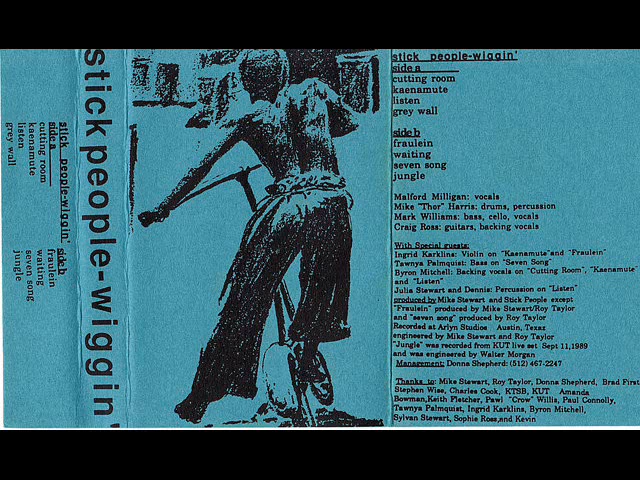 stick people-wiggin'
side a
cutting room
kaenamute
listen
grey wall
side b
fraulein
waiting
seven song
jungle
stick people-wiggin'
stick people-wiggin'
side a
cutting room
kaenamute
listen
grey wall
side b
fraulein
waiting
seven song
jungle
Malford Milligan: vocals
Mike "Thor" Harris: drums, percussion
Mark Williams: bass, cello, vocals
Craig Ross: guitars, backing vocals
With Special guests:
Ingrid Karklins: Violin on "Kaenamute"and "Fraulein"
Tawnya Palmquist: Bass on "Seven Song"
Byron Mitchell: Backing vocals on "Cutting Room", "Kaenamute"
and "Listen"
Julia Stewart and Dennis: Percussion on "Listen"
produced by Mike Stewart and Stick People except
"Fraulein" produced by Mike Stewart/Roy Taylor
and "seven song" produced by Roy Taylor
Recorded at Arlyn Studios Austin, Texas
engineered by Mike Stewart and Roy Taylor
"Jungle" was recorded from KUT live set Sept 11,1989
and was engineered by Walter Morgan
Management: Donna Shepherd: (512) 467-2247
Thanks to: Mike Stewart, Roy Taylor, Donna Shepherd, Brad First
Stephen Wise, Charles Cook, KTSB, KUT Amanda
Bowman,Keith Fletcher, Pawl "Crow" Willis, Paul Connolly,
Tawnya Palmquist, Ingrid Karklins, Byron Mitchell,
Sylvan Stewart, Sophie Ross,and Kevin